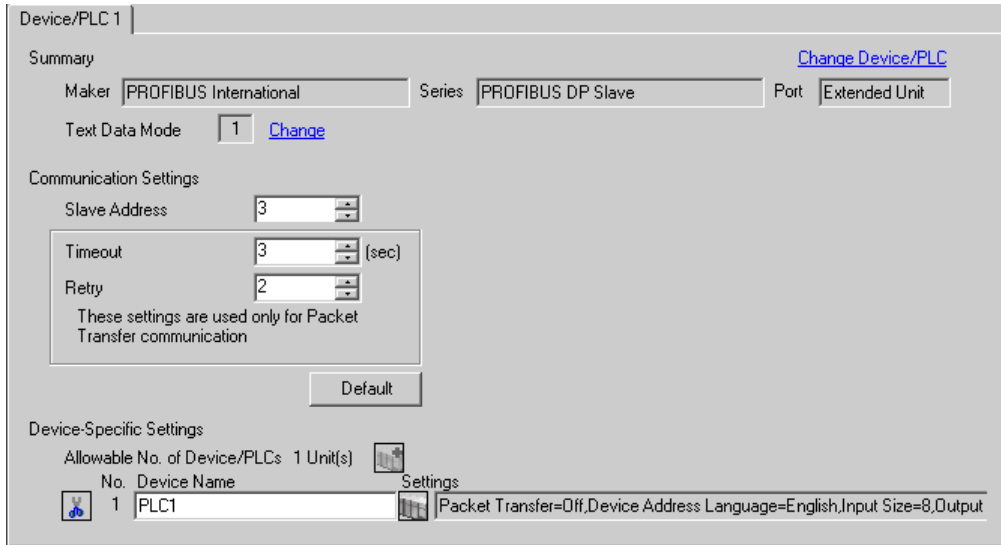 Device/PLC 1
Summary Change Device/PLC
Maker PROFIBUS International Series PROFIBUS DP Slave Port Extended Unit
Text Data Mode 1 Change
Communication Settings
Slave Address 3
Timeout 3 (sec)
Retry 2
These settings are used only for Packet
Transfer communication
Default
Device-Specific Settings
Allowable No. of Device/PLCs 1 Unit(s)
No. Device Name Settings
1 PLC1 Packet Transfer=Off,Device Address Language=English,Input Size=8,Output